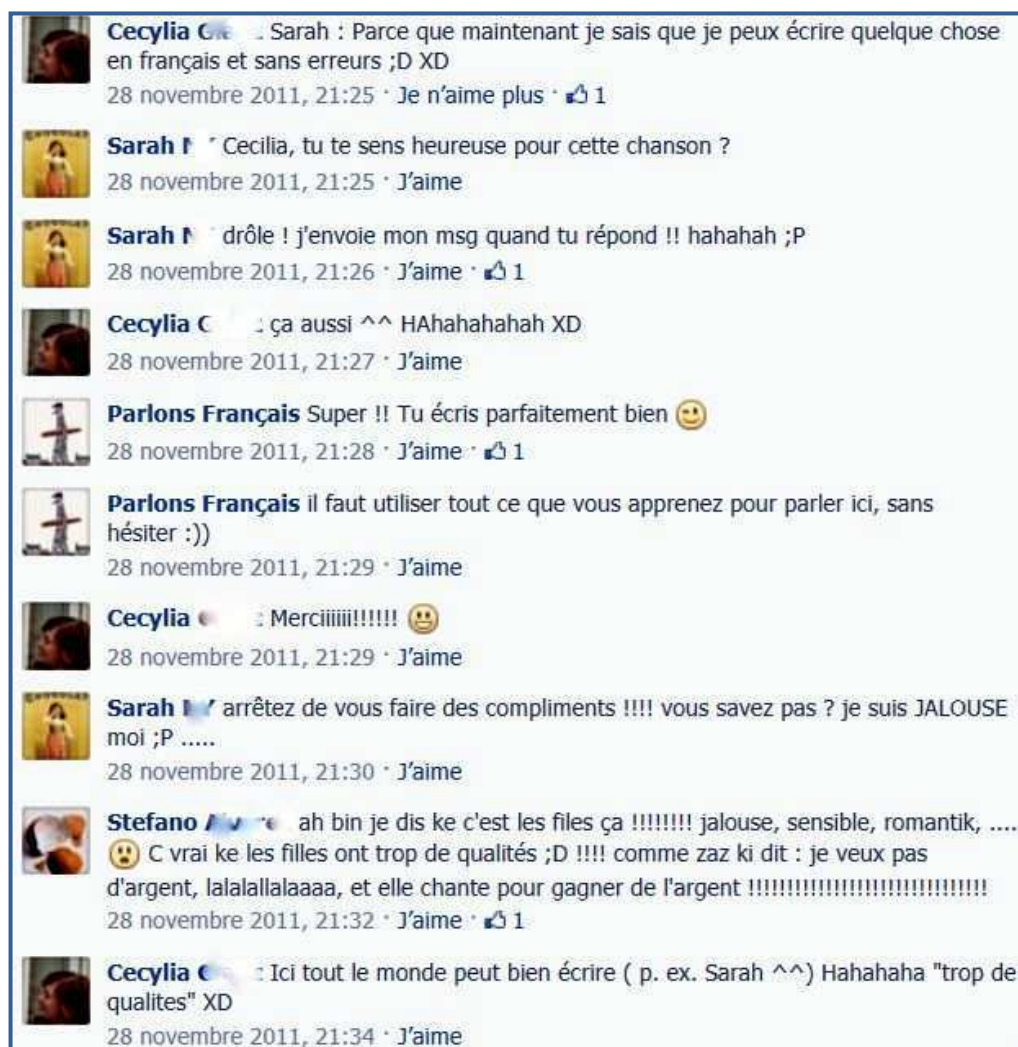 Cecylia Sarah : Parce que maintenant je sais que je peux écrire quelque chose
en français et sans erreurs ;D XD
28 novembre 2011, 21:25 · Je n'aime plus · 1
Sarah Cecilia, tu te sens heureuse pour cette chanson ?
28 novembre 2011, 21:25 · J'aime
Sarah drôle ! j'envoie mon msg quand tu répond !! hahahah ;P
28 novembre 2011, 21:26 · J'aime · 1
Cecylia ça aussi ^^ HAhahahahah XD
28 novembre 2011, 21:27 · J'aime
Parlons Français Super !! Tu écris parfaitement bien
28 novembre 2011, 21:28 · J'aime · 1
Parlons Français il faut utiliser tout ce que vous apprenez pour parler ici, sans
hésiter :))
28 novembre 2011, 21:29 · J'aime
Cecylia Merciiiiii!!!!!!
28 novembre 2011, 21:29 · J'aime
Sarah arrêtez de vous faire des compliments !!!! vous savez pas ? je suis JALOUSE
moi ;P .....
28 novembre 2011, 21:30 · J'aime
Stefano ah bin je dis ke c'est les files ça !!!!!!!! jalouse, sensible, romantik, ....
C vrai ke les filles ont trop de qualités ;D !!!! comme zaz ki dit : je veux pas
d'argent, lalalallalaaaa, et elle chante pour gagner de l'argent !!!!!!!!!!!!!!!!!!!!!!!!!!!!!!!
28 novembre 2011, 21:32 · J'aime · 1
Cecylia Ici tout le monde peut bien écrire ( p. ex. Sarah ^^) Hahahaha "trop de
qualites" XD
28 novembre 2011, 21:34 · J'aime